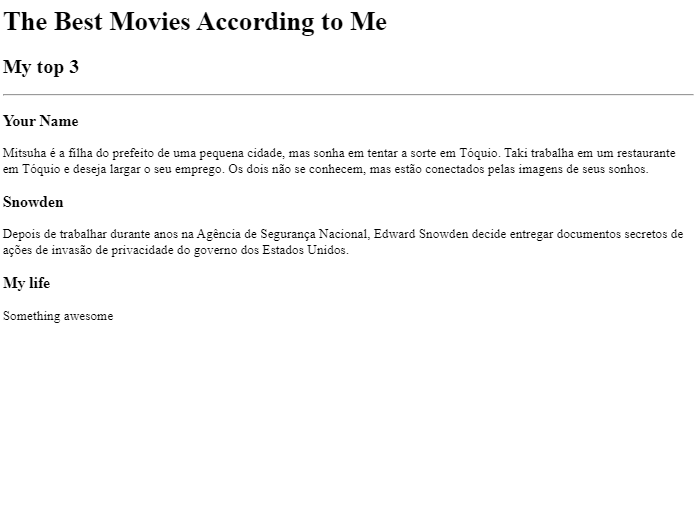 The Best Movies According to Me
My top 3
Your Name
Mitsuha é a filha do prefeito de uma pequena cidade, mas sonha em tentar a sorte em Tóquio. Taki trabalha em um restaurante
em Tóquio e deseja largar o seu emprego. Os dois não se conhecem, mas estão conectados pelas imagens de seus sonhos.
Snowden
Depois de trabalhar durante anos na Agência de Segurança Nacional, Edward Snowden decide entregar documentos secretos de
ações de invasão de privacidade do governo dos Estados Unidos.
My life
Something awesome